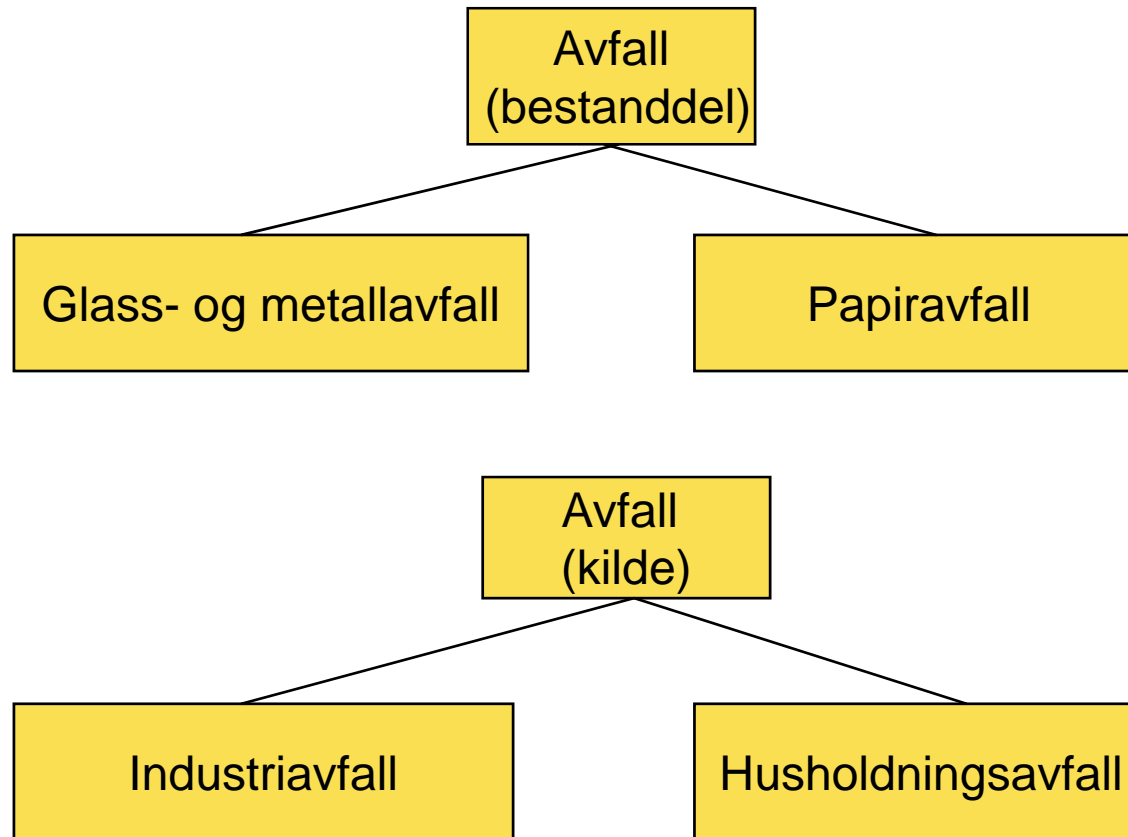 Avfall
(bestanddel)
Glass- og metallavfall
Papiravfall
Avfall
(kilde)
Industriavfall
Husholdningsavfall